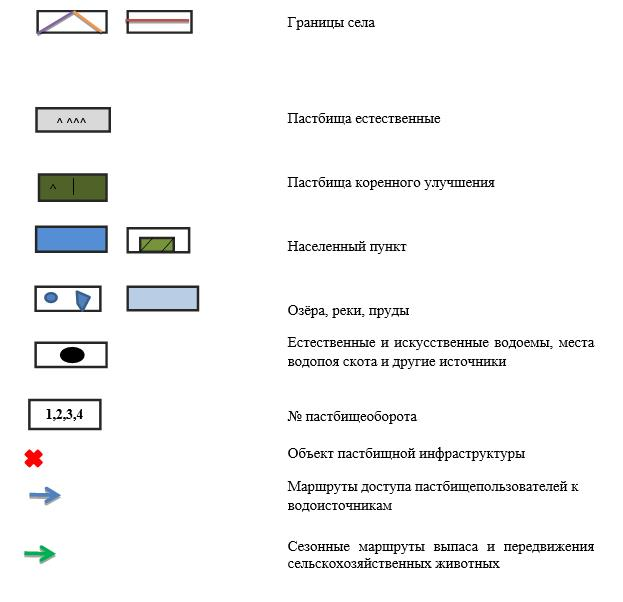 Границы села
^ ^^^
Пастбища естественные
^
Пастбища коренного улучшения
Населенный пункт
Озёра, реки, пруды
Естественные и искусственные водоемы, места
водопоя скота и другие источники
1,2,3,4
№ пастбищеоборота
Объект пастбищной инфраструктуры
Маршруты доступа пастбищепользователей к
водоисточникам
Сезонные маршруты выпаса и передвижения
сельскохозяйственных животных